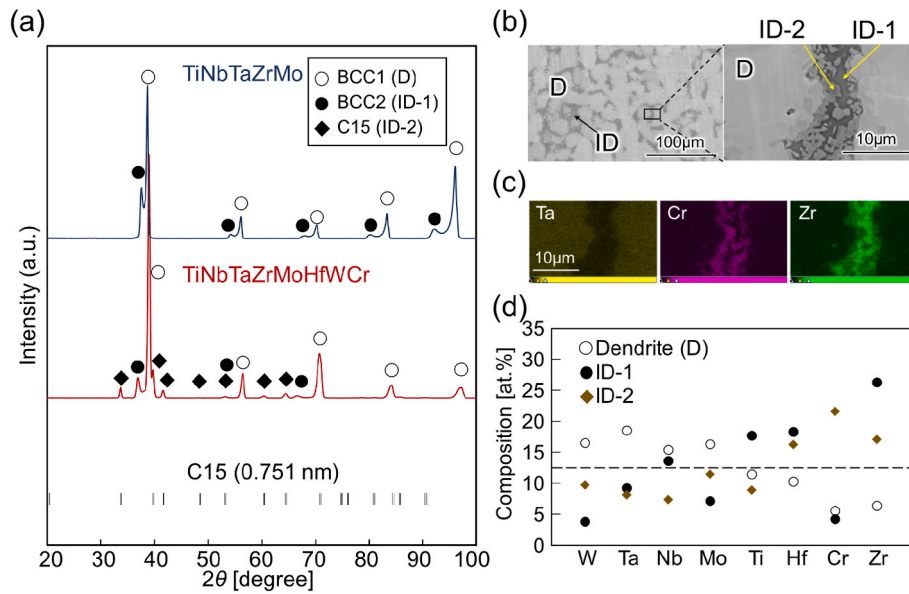 (a)
TiNbTaZrMo
BCC1 (D)
BCC2 (ID-1)
C15 (ID-2)
TiNbTaZrMoHfWCr
C15 (0.751 nm)
Intensity (a.u.)
20 30 40 50 60 70 80 90 100
2θ [degree]
(b)
ID-2 ID-1
D
ID
100μm
D
10μm
(c)
Ta
10μm
Cr
Zr
(d)
Composition [at.%]
35
30
25
20
15
10
5
0
Dendrite (D)
ID-1
ID-2
W Ta Nb Mo Ti Hf Cr Zr